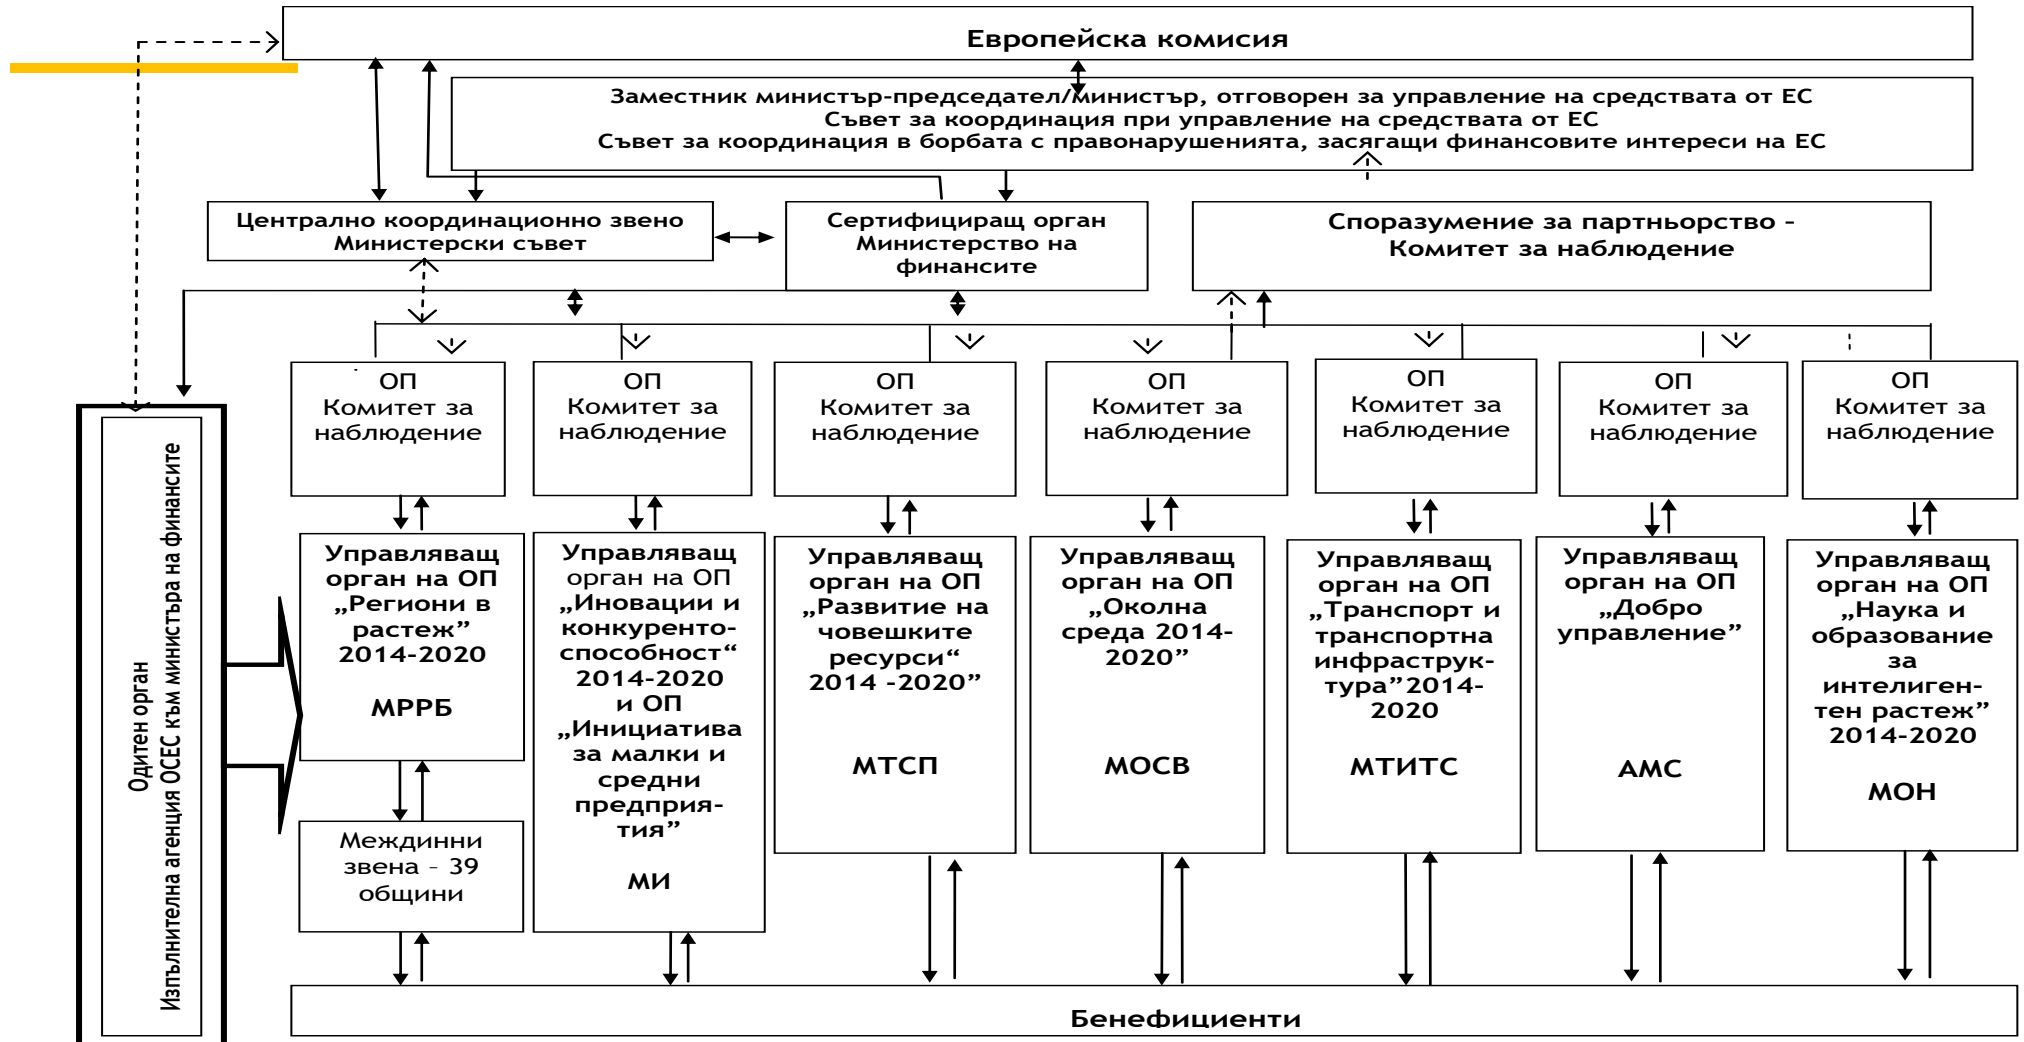 Европейска комисия
Заместник министър-председател/министър, отговорен за управление на средствата от ЕС
Съвет за координация при управление на средствата от ЕС
Съвет за координация в борбата с правонарушенията, засягащи финансовите интереси на ЕС
Централно координационно звено
Министерски съвет
Сертифициращ орган
Министерство на
финансите
Споразумение за партньорство -
Комитет за наблюдение
ОП
Комитет за
наблюдение
ОП
Комитет за
наблюдение
ОП
Комитет за
наблюдение
ОП
Комитет за
наблюдение
ОП
Комитет за
наблюдение
ОП
Комитет за
наблюдение
ОП
Комитет за
наблюдение
Одитен орган
Изпълнителна агенция ОСЕС към министъра на финансите
Управляващ
орган на ОП
„Региони в
растеж”
2014-2020
МРРБ
Управляващ
орган на ОП
„Иновации и
конкуренто-
способност“
2014-2020
и ОП
„Инициатива
за малки и
средни
предприя-
тия”
МИ
Управляващ
орган на ОП
„Развитие на
човешките
ресурси“
2014 -2020”
МТСП
Управляващ
орган на ОП
„Околна
среда 2014-
2020”
МОСВ
Управляващ
орган на ОП
„Транспорт и
транспортна
инфраструк-
тура”2014-
2020
МТИТС
Управляващ
орган на ОП
„Добро
управление”
АМС
Управляващ
орган на ОП
„Наука и
образование
за
интелиген-
тен растеж”
2014-2020
МОН
Междинни
звена - 39
общини
Бенефициенти